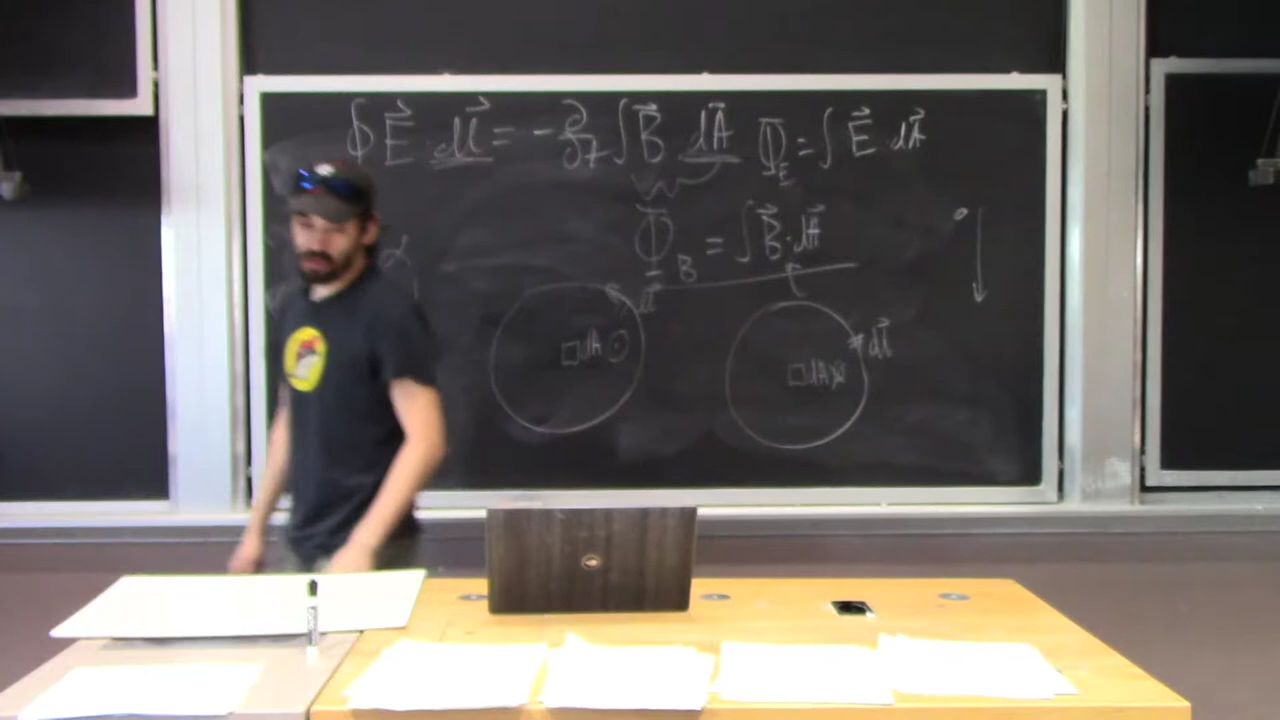 ∮ E⃗ · dl⃗ = - ∂/∂t ∫ B⃗ · dA⃗   Φ_E = ∫ E⃗ · dA⃗
Φ_B = ∫ B⃗ · dA⃗
α
dl⃗
dA ⊙
dl⃗
dA ⊗